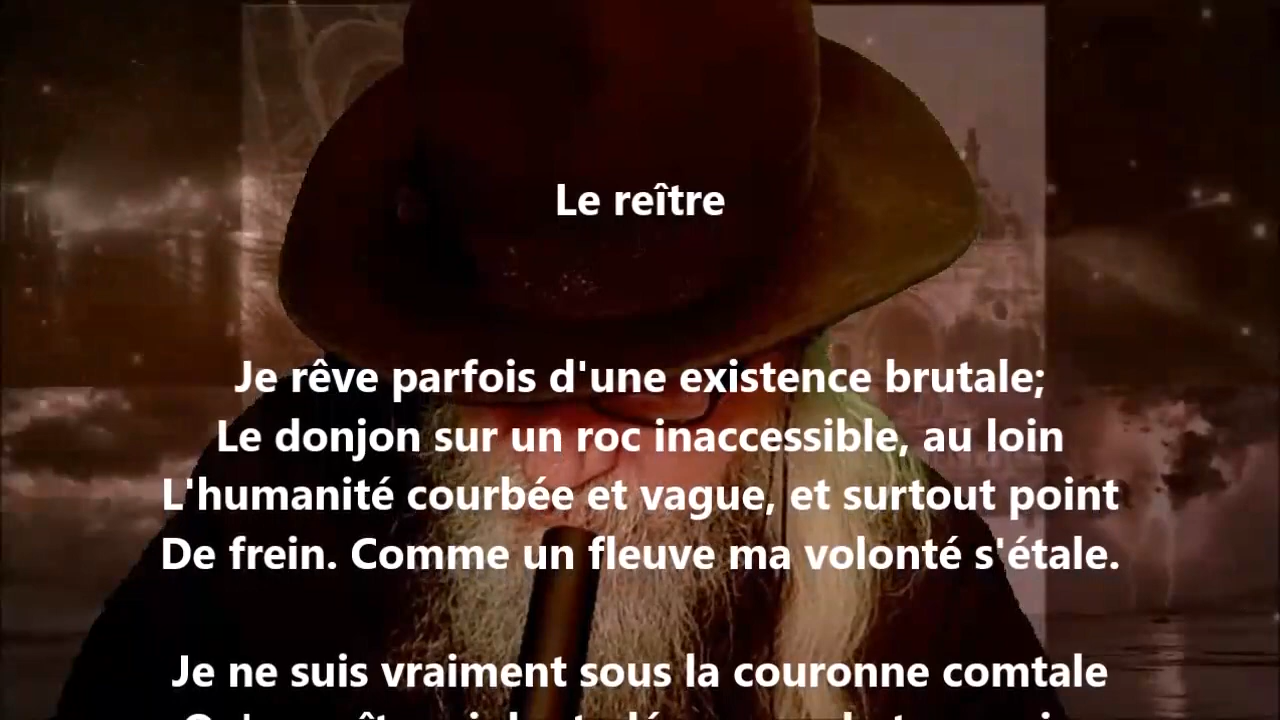 Le reître
Je rêve parfois d'une existence brutale;
Le donjon sur un roc inaccessible, au loin
L'humanité courbée et vague, et surtout point
De frein. Comme un fleuve ma volonté s'étale.
Je ne suis vraiment sous la couronne comtale